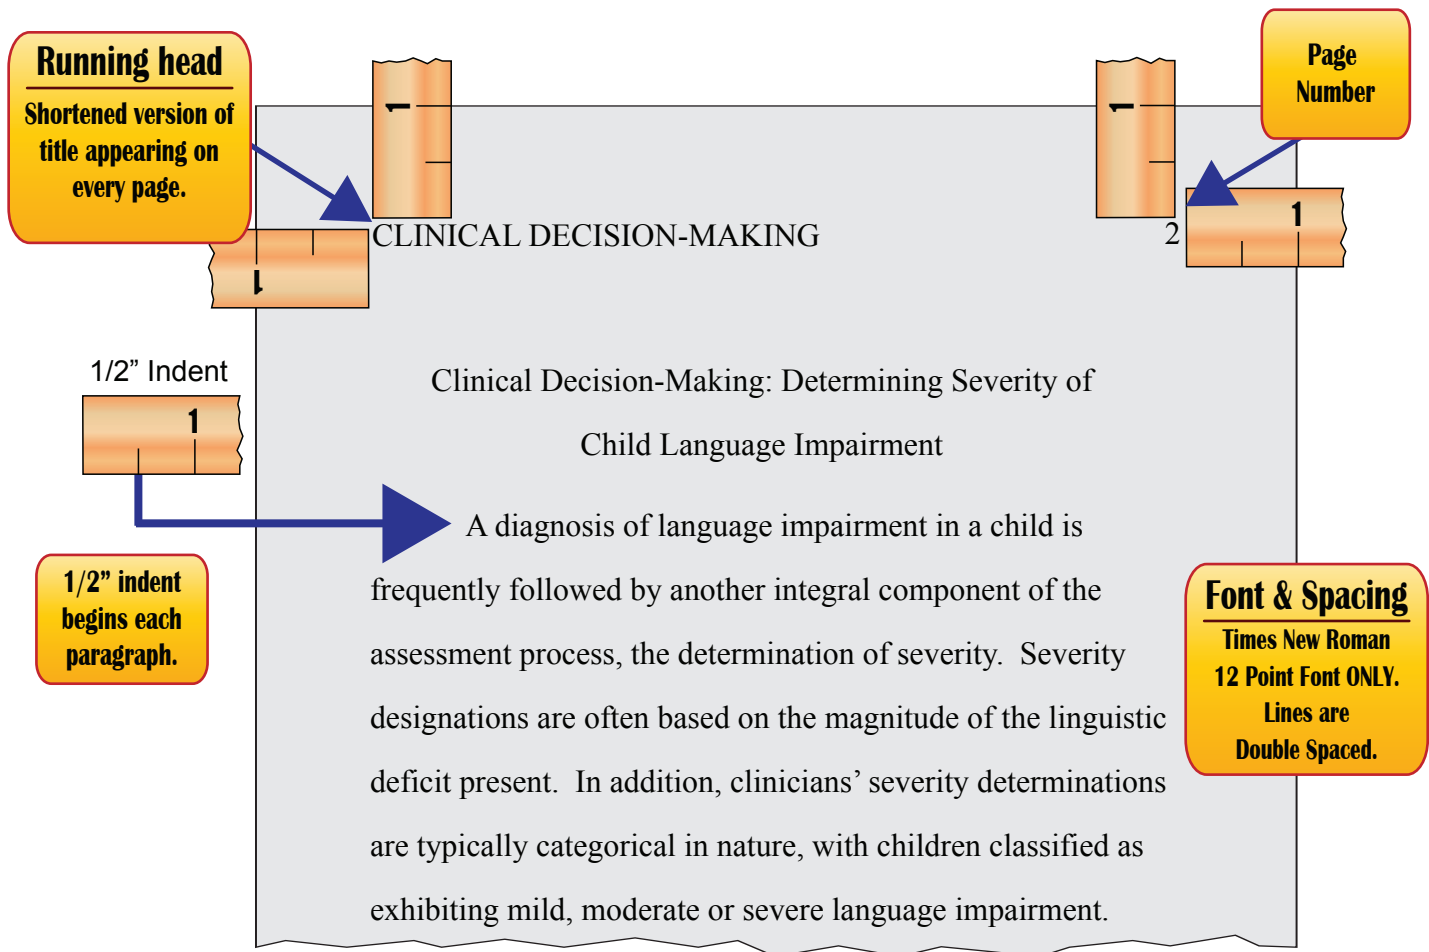 Running head
Shortened version of
title appearing on
every page.
1
1
Page
Number
CLINICAL DECISION-MAKING
2
1
1
1/2” Indent
1
Clinical Decision-Making: Determining Severity of
Child Language Impairment
1/2” indent
begins each
paragraph.
A diagnosis of language impairment in a child is
frequently followed by another integral component of the
assessment process, the determination of severity.  Severity
designations are often based on the magnitude of the linguistic
deficit present.  In addition, clinicians’ severity determinations
are typically categorical in nature, with children classified as
exhibiting mild, moderate or severe language impairment.
Font & Spacing
Times New Roman
12 Point Font ONLY.
Lines are
Double Spaced.